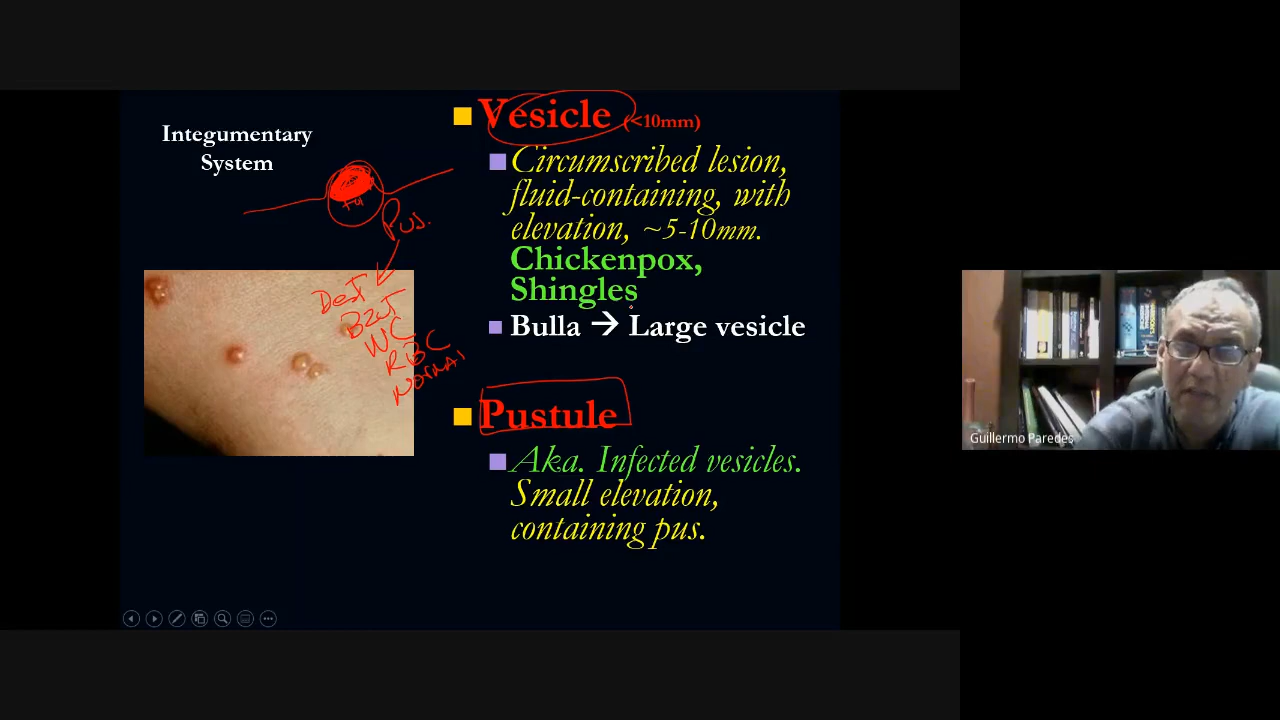 Integumentary
System
Vesicle (<10mm)
Circumscribed lesion,
fluid-containing, with
elevation, ~5-10mm.
Chickenpox,
Shingles
Bulla → Large vesicle
Pus.
WC
RBC
Normal
Pustule
Aka. Infected vesicles.
Small elevation,
containing pus.
Guillermo Paredes